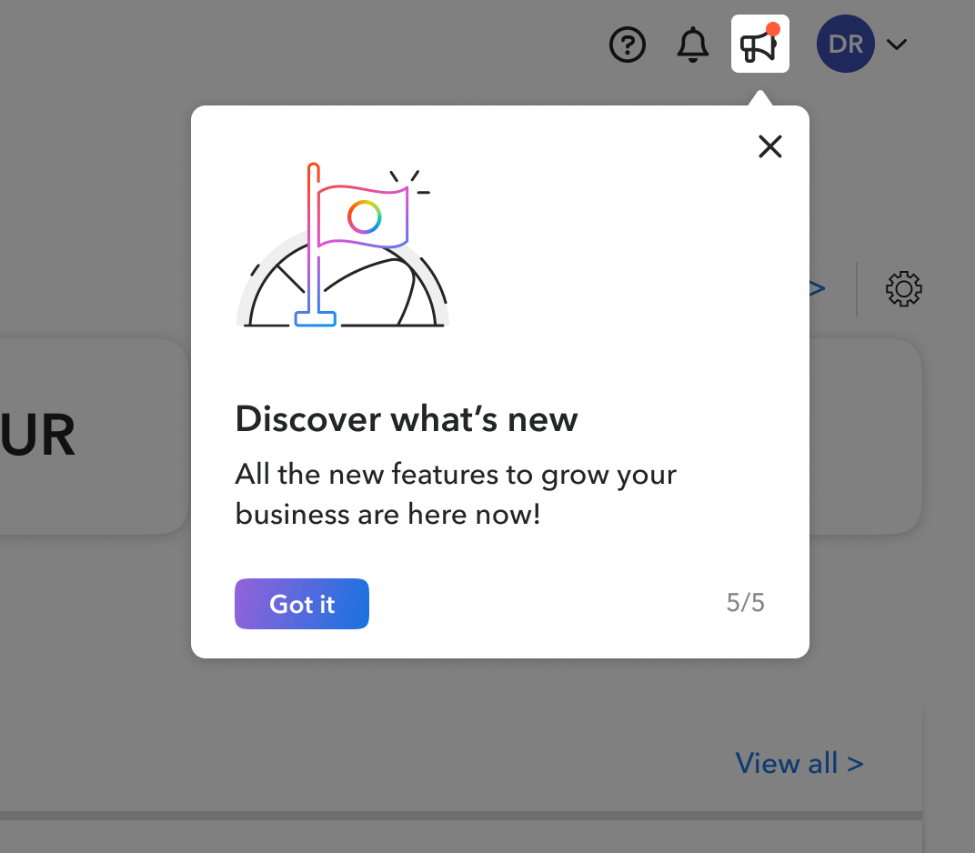 DR
>
UR
Discover what’s new
All the new features to grow your
business are here now!
Got it
5/5
View all >